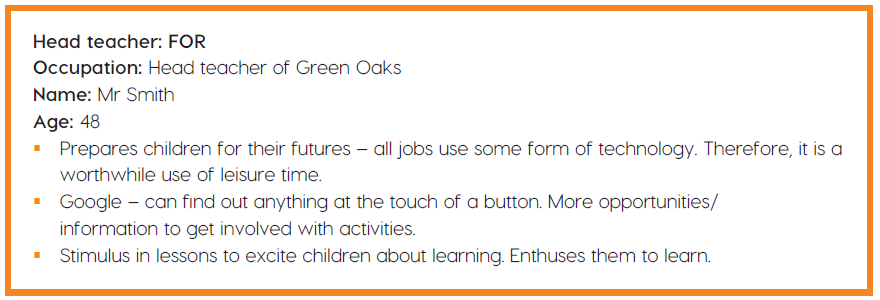 Head teacher: FOR
Occupation: Head teacher of Green Oaks
Name: Mr Smith
Age: 48
▪ Prepares children for their futures – all jobs use some form of technology. Therefore, it is a
worthwhile use of leisure time.
▪ Google – can find out anything at the touch of a button. More opportunities/
information to get involved with activities.
▪ Stimulus in lessons to excite children about learning. Enthuses them to learn.